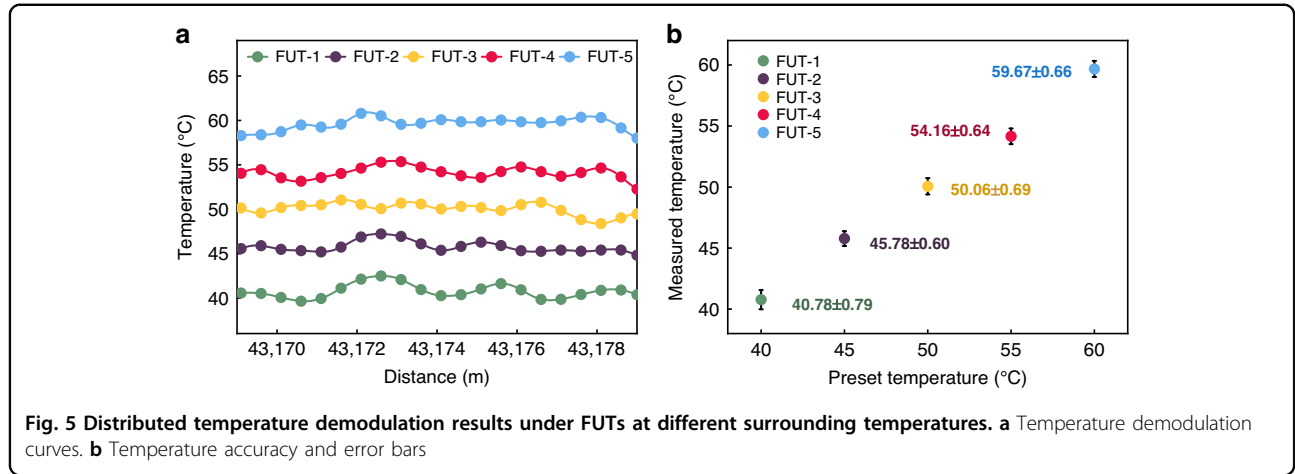 a
FUT-1 FUT-2 FUT-3 FUT-4 FUT-5
65
60
55
50
45
40
Temperature (°C)
43,170 43,172 43,174 43,176 43,178
Distance (m)
b
FUT-1
FUT-2
FUT-3
FUT-4
FUT-5
59.67±0.66
54.16±0.64
50.06±0.69
45.78±0.60
40.78±0.79
60
55
50
45
40
Measured temperature (°C)
40 45 50 55 60
Preset temperature (°C)
Fig. 5 Distributed temperature demodulation results under FUTs at different surrounding temperatures. a Temperature demodulation
curves. b Temperature accuracy and error bars